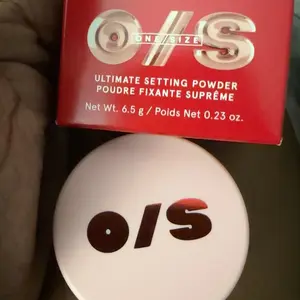 O/S
ONE/SIZE
ULTIMATE SETTING POWDER
POUDRE FIXANTE SUPRÊME
Net Wt. 6.5 g / Poids Net 0.23 oz.
O/S